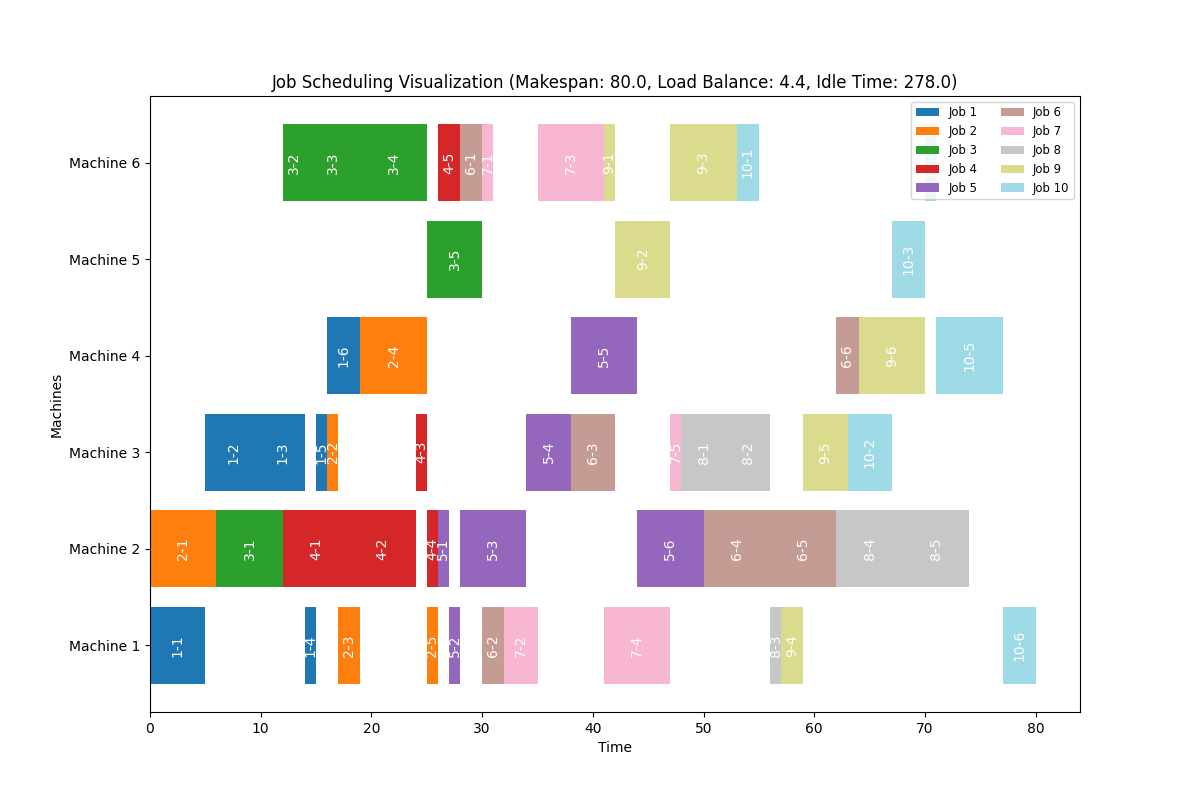 Job Scheduling Visualization (Makespan: 80.0, Load Balance: 4.4, Idle Time: 278.0)
Job 1 Job 6
Job 2 Job 7
Job 3 Job 8
Job 4 Job 9
Job 5 Job 10
Machines
Machine 6
3-2 3-3 3-4 4-5 6-1 7-1 7-3 9-1 9-3 10-1
Machine 5
3-5 9-2 10-3
Machine 4
1-6 2-4 5-5 6-6 9-6 10-5
Machine 3
1-2 1-3 1-5 2-2 4-3 5-4 6-3 7-5 8-1 8-2 9-5 10-2
Machine 2
2-1 3-1 4-1 4-2 4-4 5-1 5-3 5-6 6-4 6-5 8-4 8-5
Machine 1
1-1 1-4 2-3 2-5 5-2 6-2 7-2 7-4 8-3 9-4 10-6
0 10 20 30 40 50 60 70 80
Time